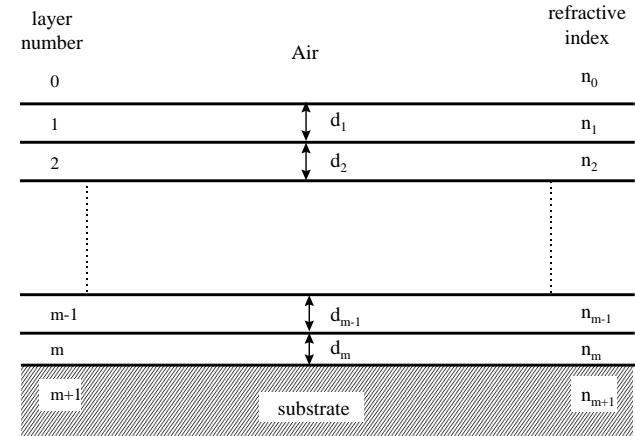 layer number
refractive index
Air
0
n₀
1
d₁
n₁
2
d₂
n₂
m-1
dₘ₋₁
nₘ₋₁
m
dₘ
nₘ
m+1
substrate
nₘ₊₁